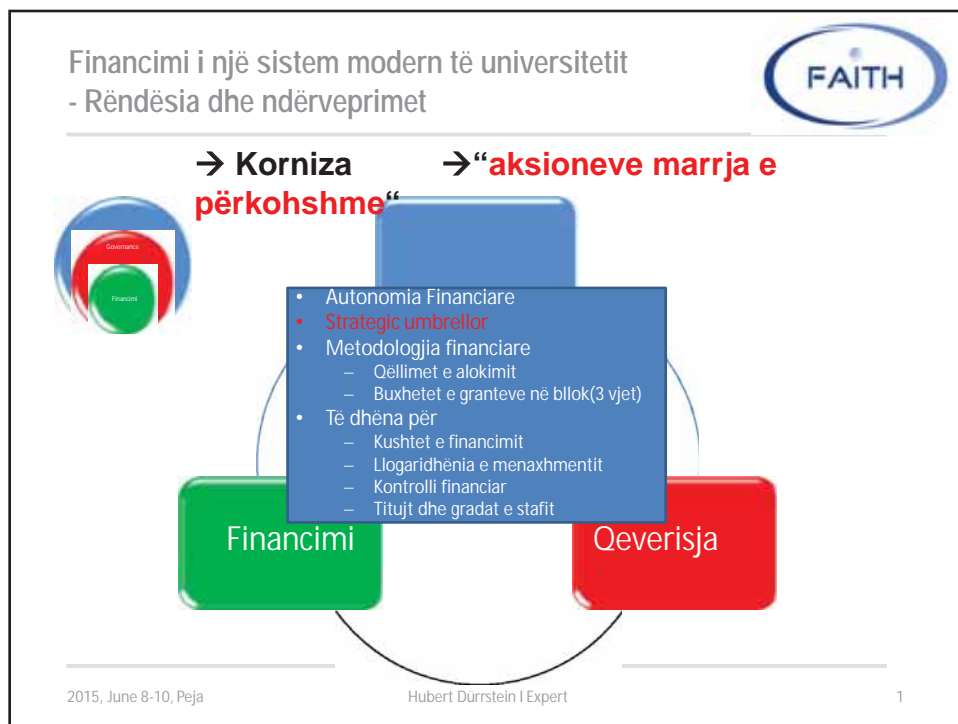 Financimi i një sistem modern të universitetit
- Rëndësia dhe ndërveprimet
FAITH
→ Korniza →“aksioneve marrja e
përkohshme“
Governance
Financimi
• Autonomia Financiare
• Strategic umbrellor
• Metodologjia financiare
– Qëllimet e alokimit
– Buxhetet e granteve në bllok(3 vjet)
• Të dhëna për
– Kushtet e financimit
– Llogaridhënia e menaxhmentit
– Kontrolli financiar
– Titujt dhe gradat e stafit
Financimi
Qeverisja
2015, June 8-10, Peja
Hubert Dürrstein I Expert
1